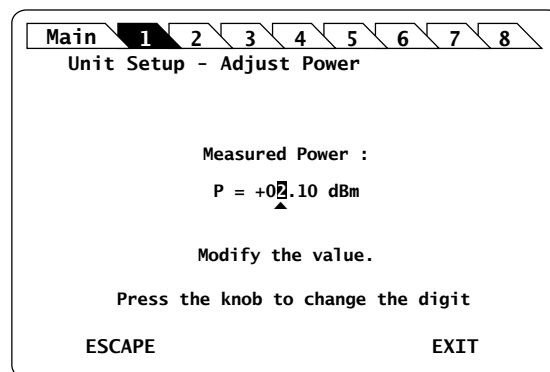 Main 1 2 3 4 5 6 7 8
Unit Setup - Adjust Power
Measured Power :
P = +02.10 dBm
Modify the value.
Press the knob to change the digit
ESCAPE EXIT